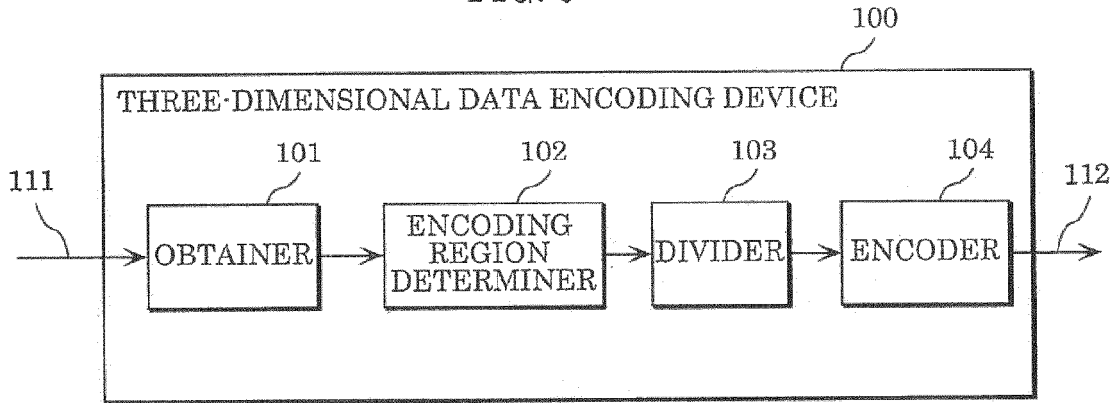 100
THREE-DIMENSIONAL DATA ENCODING DEVICE
101
102
103
104
111
112
OBTAINER
ENCODING
REGION
DETERMINER
DIVIDER
ENCODER